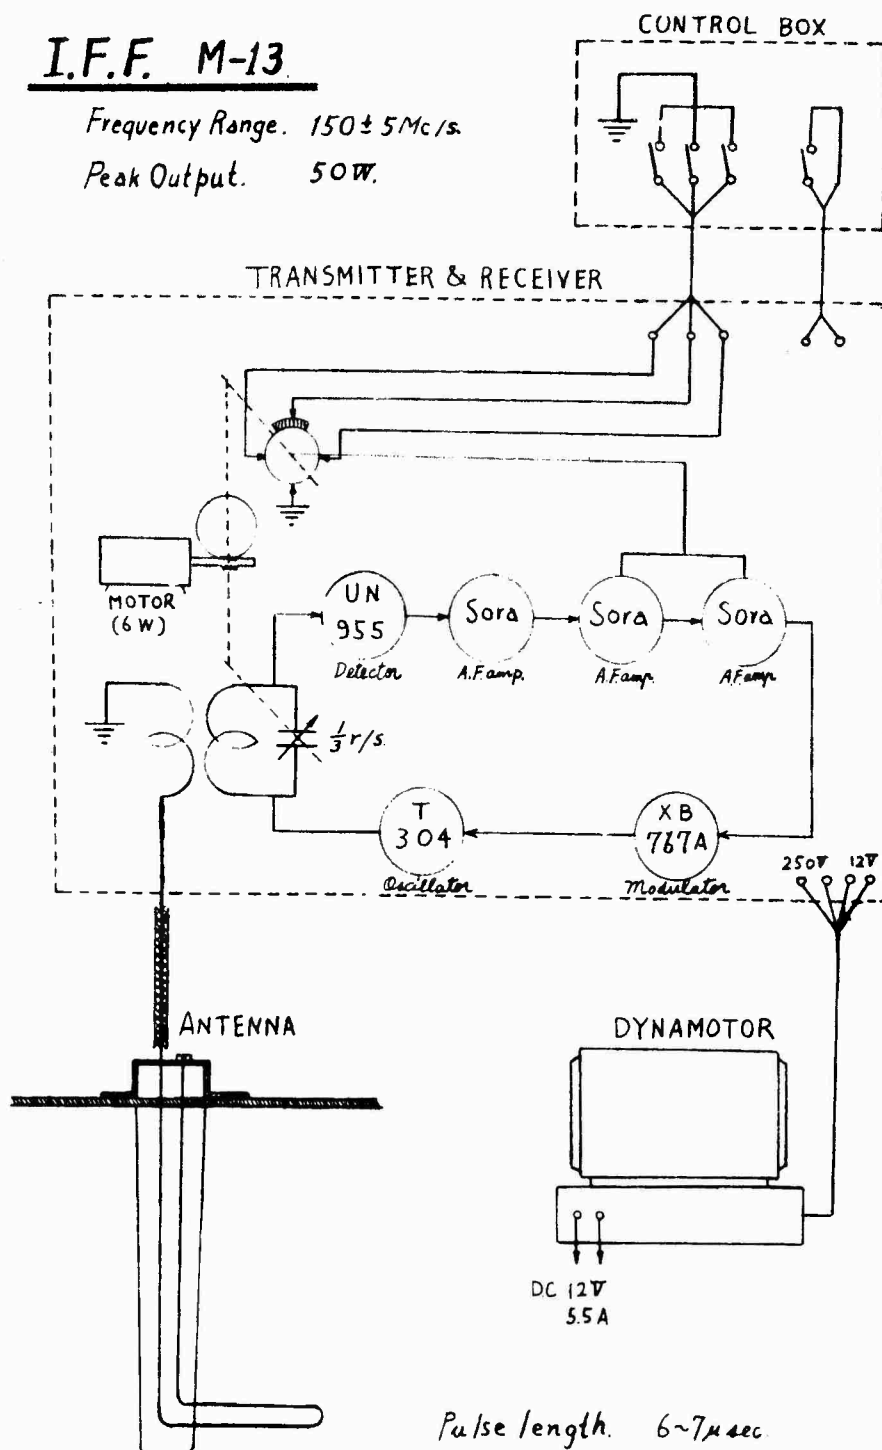 CONTROL BOX
I.F.F. M-13
Frequency Range. 150±5Mc/s.
Peak Output. 50W.
TRANSMITTER & RECEIVER
MOTOR
(6W)
UN
955
Detector
Sora
A.F.amp.
Sora
A.F.amp.
Sora
A.F.amp
1/3 r/s.
T
304
Oscillator
XB
767A
Modulator
250V 12V
ANTENNA
DYNAMOTOR
D.C 12V
5.5A
Pulse length. 6~7μsec.